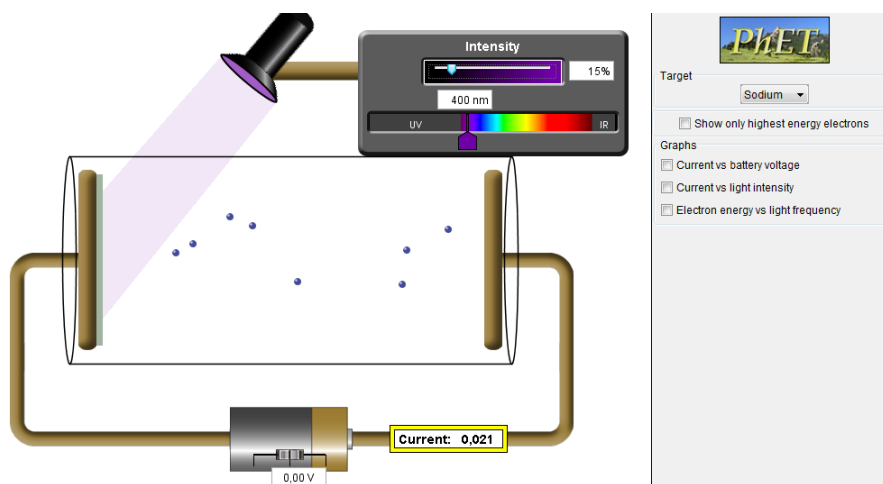 Intensity
15%
400 nm
UV
IR
Current: 0,021
0,00 V
PhET
Target
Sodium
Show only highest energy electrons
Graphs
Current vs battery voltage
Current vs light intensity
Electron energy vs light frequency